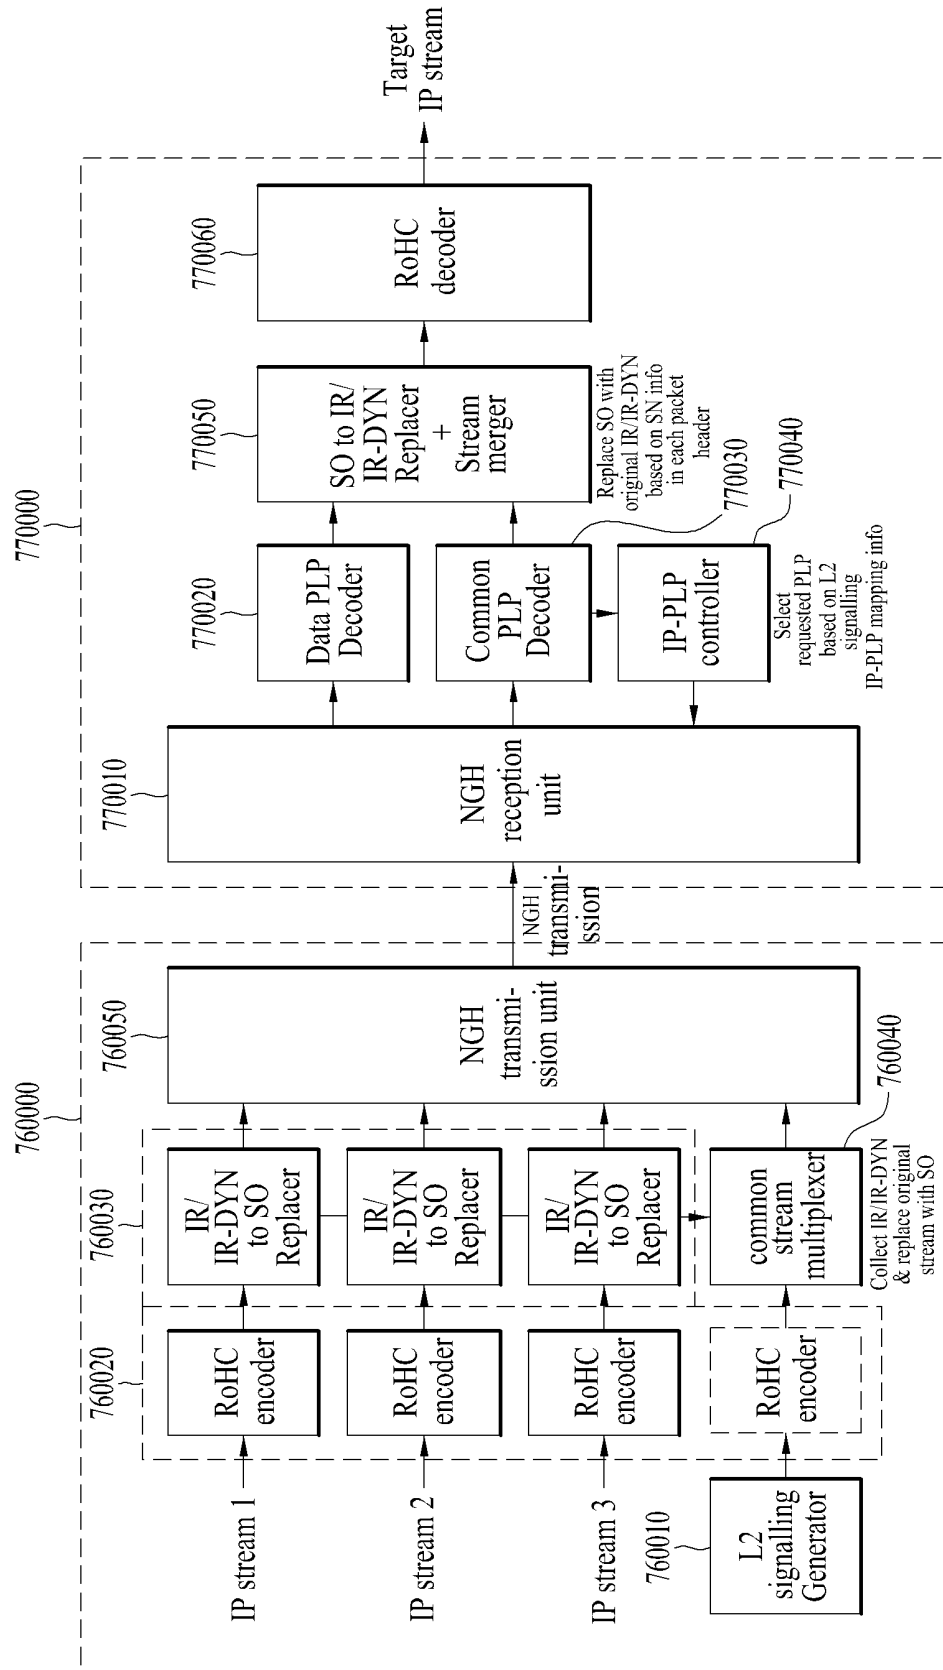 760000
760020
760030
760050
IP stream 1
RoHC
encoder
IR/
IR-DYN
to SO
Replacer
IP stream 2
RoHC
encoder
IR/
IR-DYN
to SO
Replacer
IP stream 3
RoHC
encoder
IR/
IR-DYN
to SO
Replacer
760010
L2
signalling
Generator
RoHC
encoder
common
stream
multiplexer
760040
Collect IR/IR-DYN
& replace original
stream with SO
NGH
transmi-
ssion unit
NGH
transmi-
ssion
770000
770010
NGH
reception
unit
770020
Data PLP
Decoder
Common
PLP
Decoder
770030
IP-PLP
controller
770040
Select
requested PLP
based on L2
signalling
IP-PLP mapping info
770050
SO to IR/
IR-DYN
Replacer
+
Stream
merger
Replace SO with
original IR/IR-DYN
based on SN info
in each packet
header
770060
RoHC
decoder
Target
IP stream